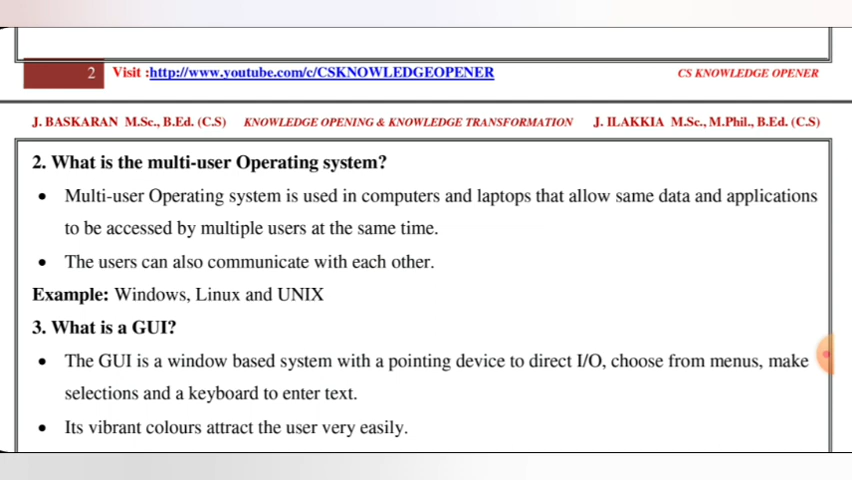 2 Visit :http://www.youtube.com/c/CSKNOWLEDGEOPENER CS KNOWLEDGE OPENER
J. BASKARAN M.Sc., B.Ed. (C.S) KNOWLEDGE OPENING & KNOWLEDGE TRANSFORMATION J. ILAKKIA M.Sc., M.Phil., B.Ed. (C.S)
2. What is the multi-user Operating system?
• Multi-user Operating system is used in computers and laptops that allow same data and applications
to be accessed by multiple users at the same time.
• The users can also communicate with each other.
Example: Windows, Linux and UNIX
3. What is a GUI?
• The GUI is a window based system with a pointing device to direct I/O, choose from menus, make
selections and a keyboard to enter text.
• Its vibrant colours attract the user very easily.